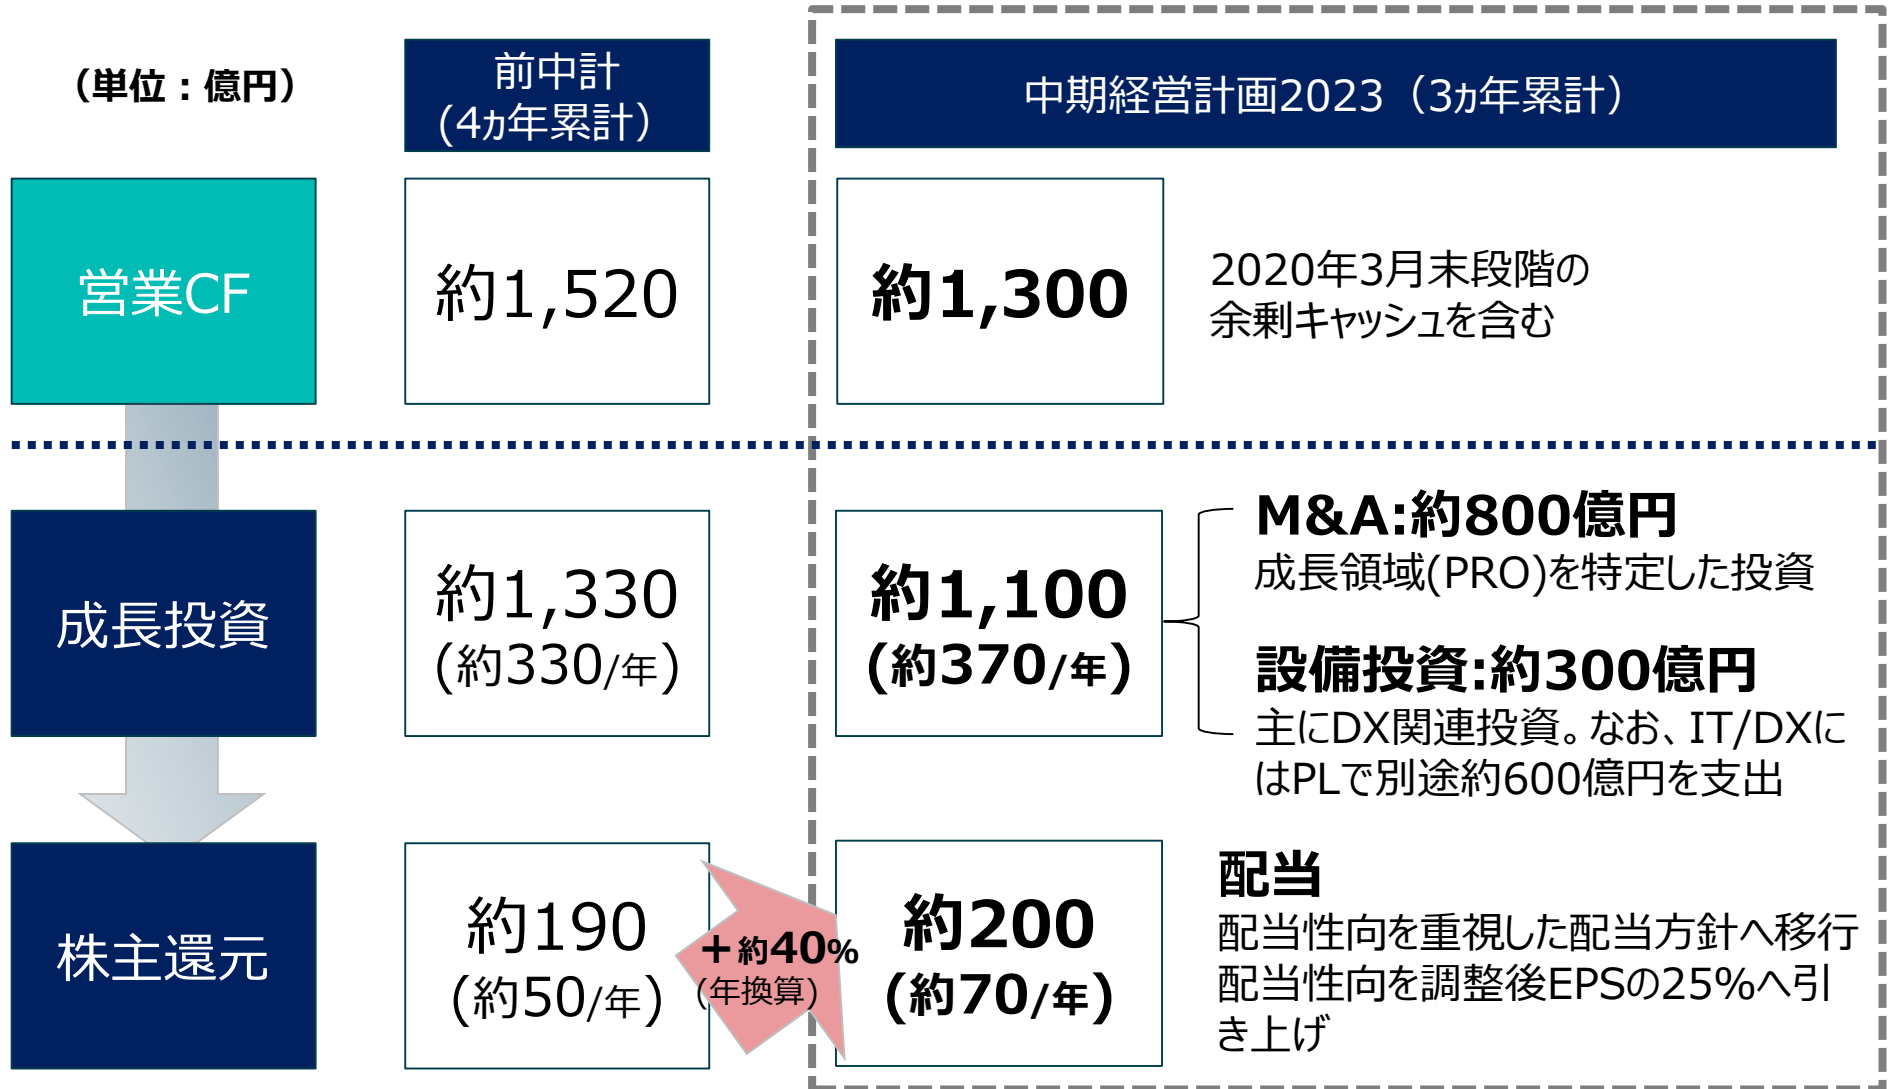 （単位：億円）
前中計
(4ヵ年累計）
中期経営計画2023（3ヵ年累計）
営業CF
約1,520
約1,300
2020年3月末段階の
余剰キャッシュを含む
成長投資
約1,330
(約330/年)
約1,100
(約370/年)
M&A:約800億円
成長領域(PRO)を特定した投資
設備投資:約300億円
主にDX関連投資。なお、IT/DXに
はPLで別途約600億円を支出
株主還元
約190
(約50/年)
＋約40%
(年換算)
約200
(約70/年)
配当
配当性向を重視した配当方針へ移行
配当性向を調整後EPSの25%へ引
き上げ